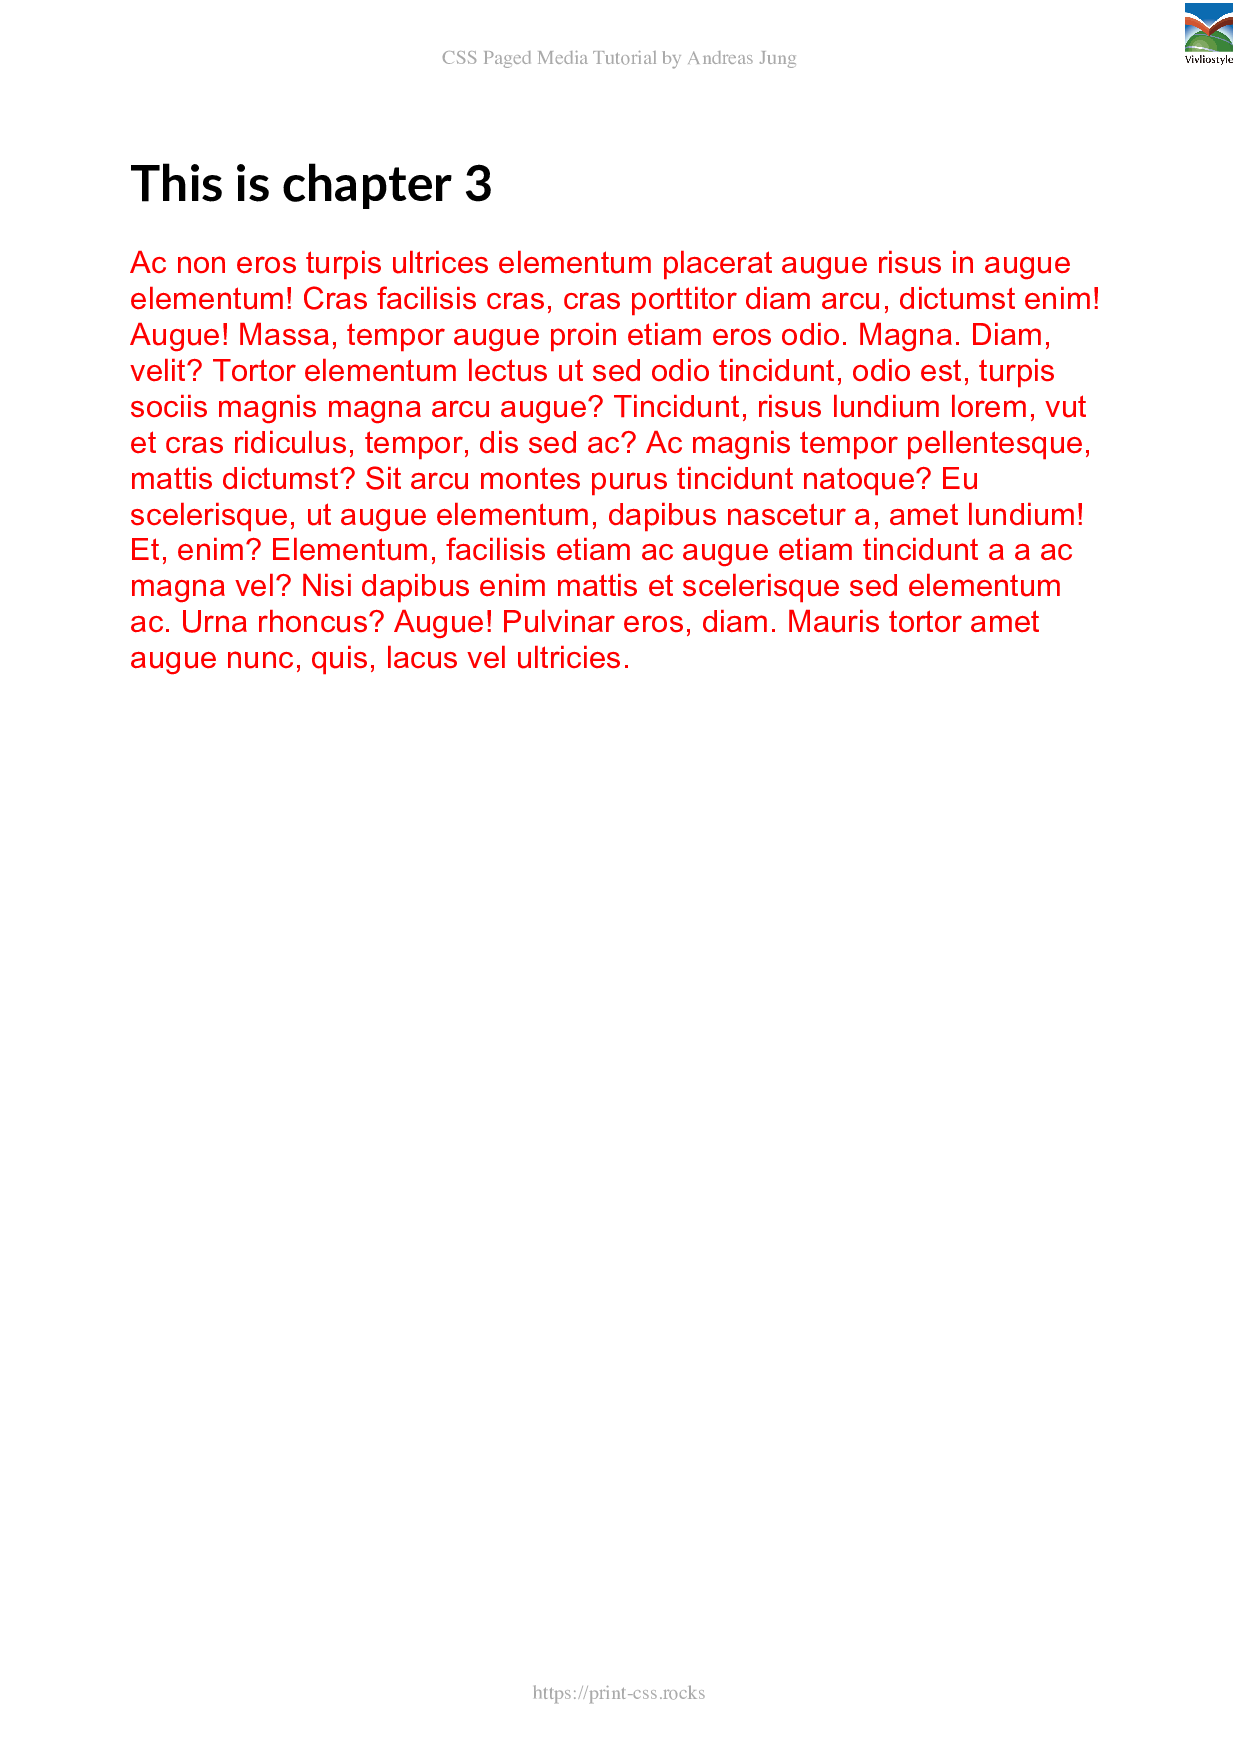 CSS Paged Media Tutorial by Andreas Jung
Vivliostyle
This is chapter 3
Ac non eros turpis ultrices elementum placerat augue risus in augue
elementum! Cras facilisis cras, cras porttitor diam arcu, dictumst enim!
Augue! Massa, tempor augue proin etiam eros odio. Magna. Diam,
velit? Tortor elementum lectus ut sed odio tincidunt, odio est, turpis
sociis magnis magna arcu augue? Tincidunt, risus lundium lorem, vut
et cras ridiculus, tempor, dis sed ac? Ac magnis tempor pellentesque,
mattis dictumst? Sit arcu montes purus tincidunt natoque? Eu
scelerisque, ut augue elementum, dapibus nascetur a, amet lundium!
Et, enim? Elementum, facilisis etiam ac augue etiam tincidunt a a ac
magna vel? Nisi dapibus enim mattis et scelerisque sed elementum
ac. Urna rhoncus? Augue! Pulvinar eros, diam. Mauris tortor amet
augue nunc, quis, lacus vel ultricies.
https://print-css.rocks